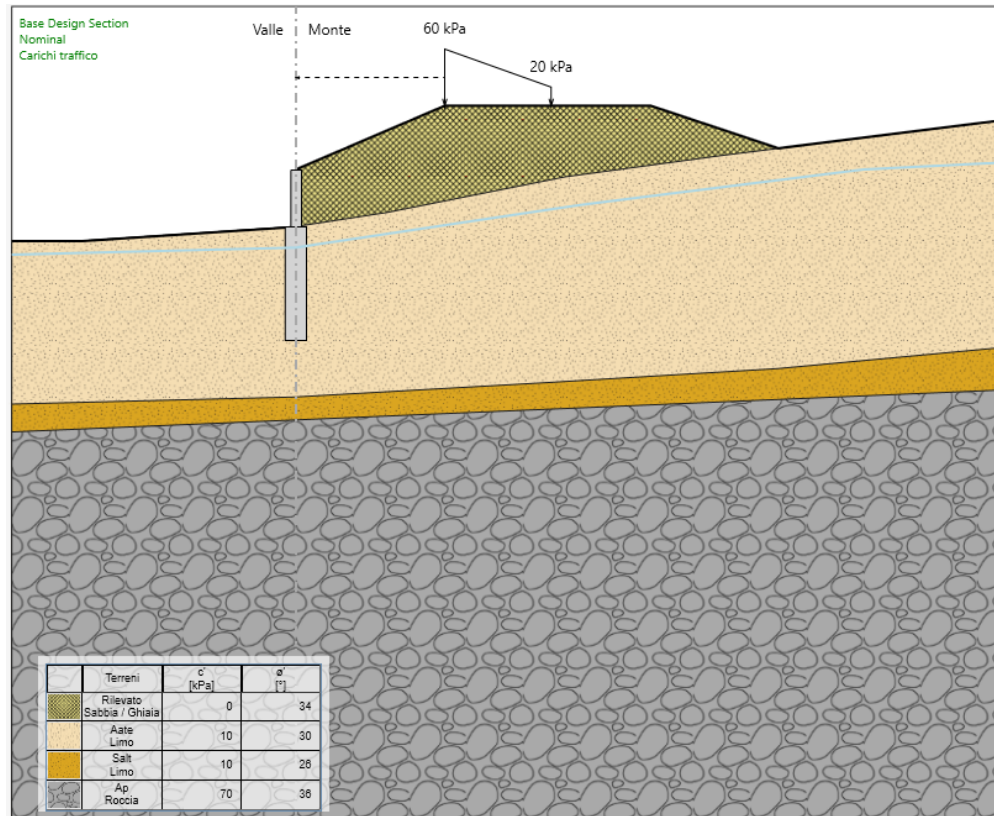 Base Design Section
Nominal
Carichi traffico
Valle
Monte
60 kPa
20 kPa
Terreni c' [kPa] ø' [°]
Rilevato
Sabbia / Ghiaia 0 34
Aate
Limo 10 30
Salt
Limo 10 26
Ap
Roccia 70 36